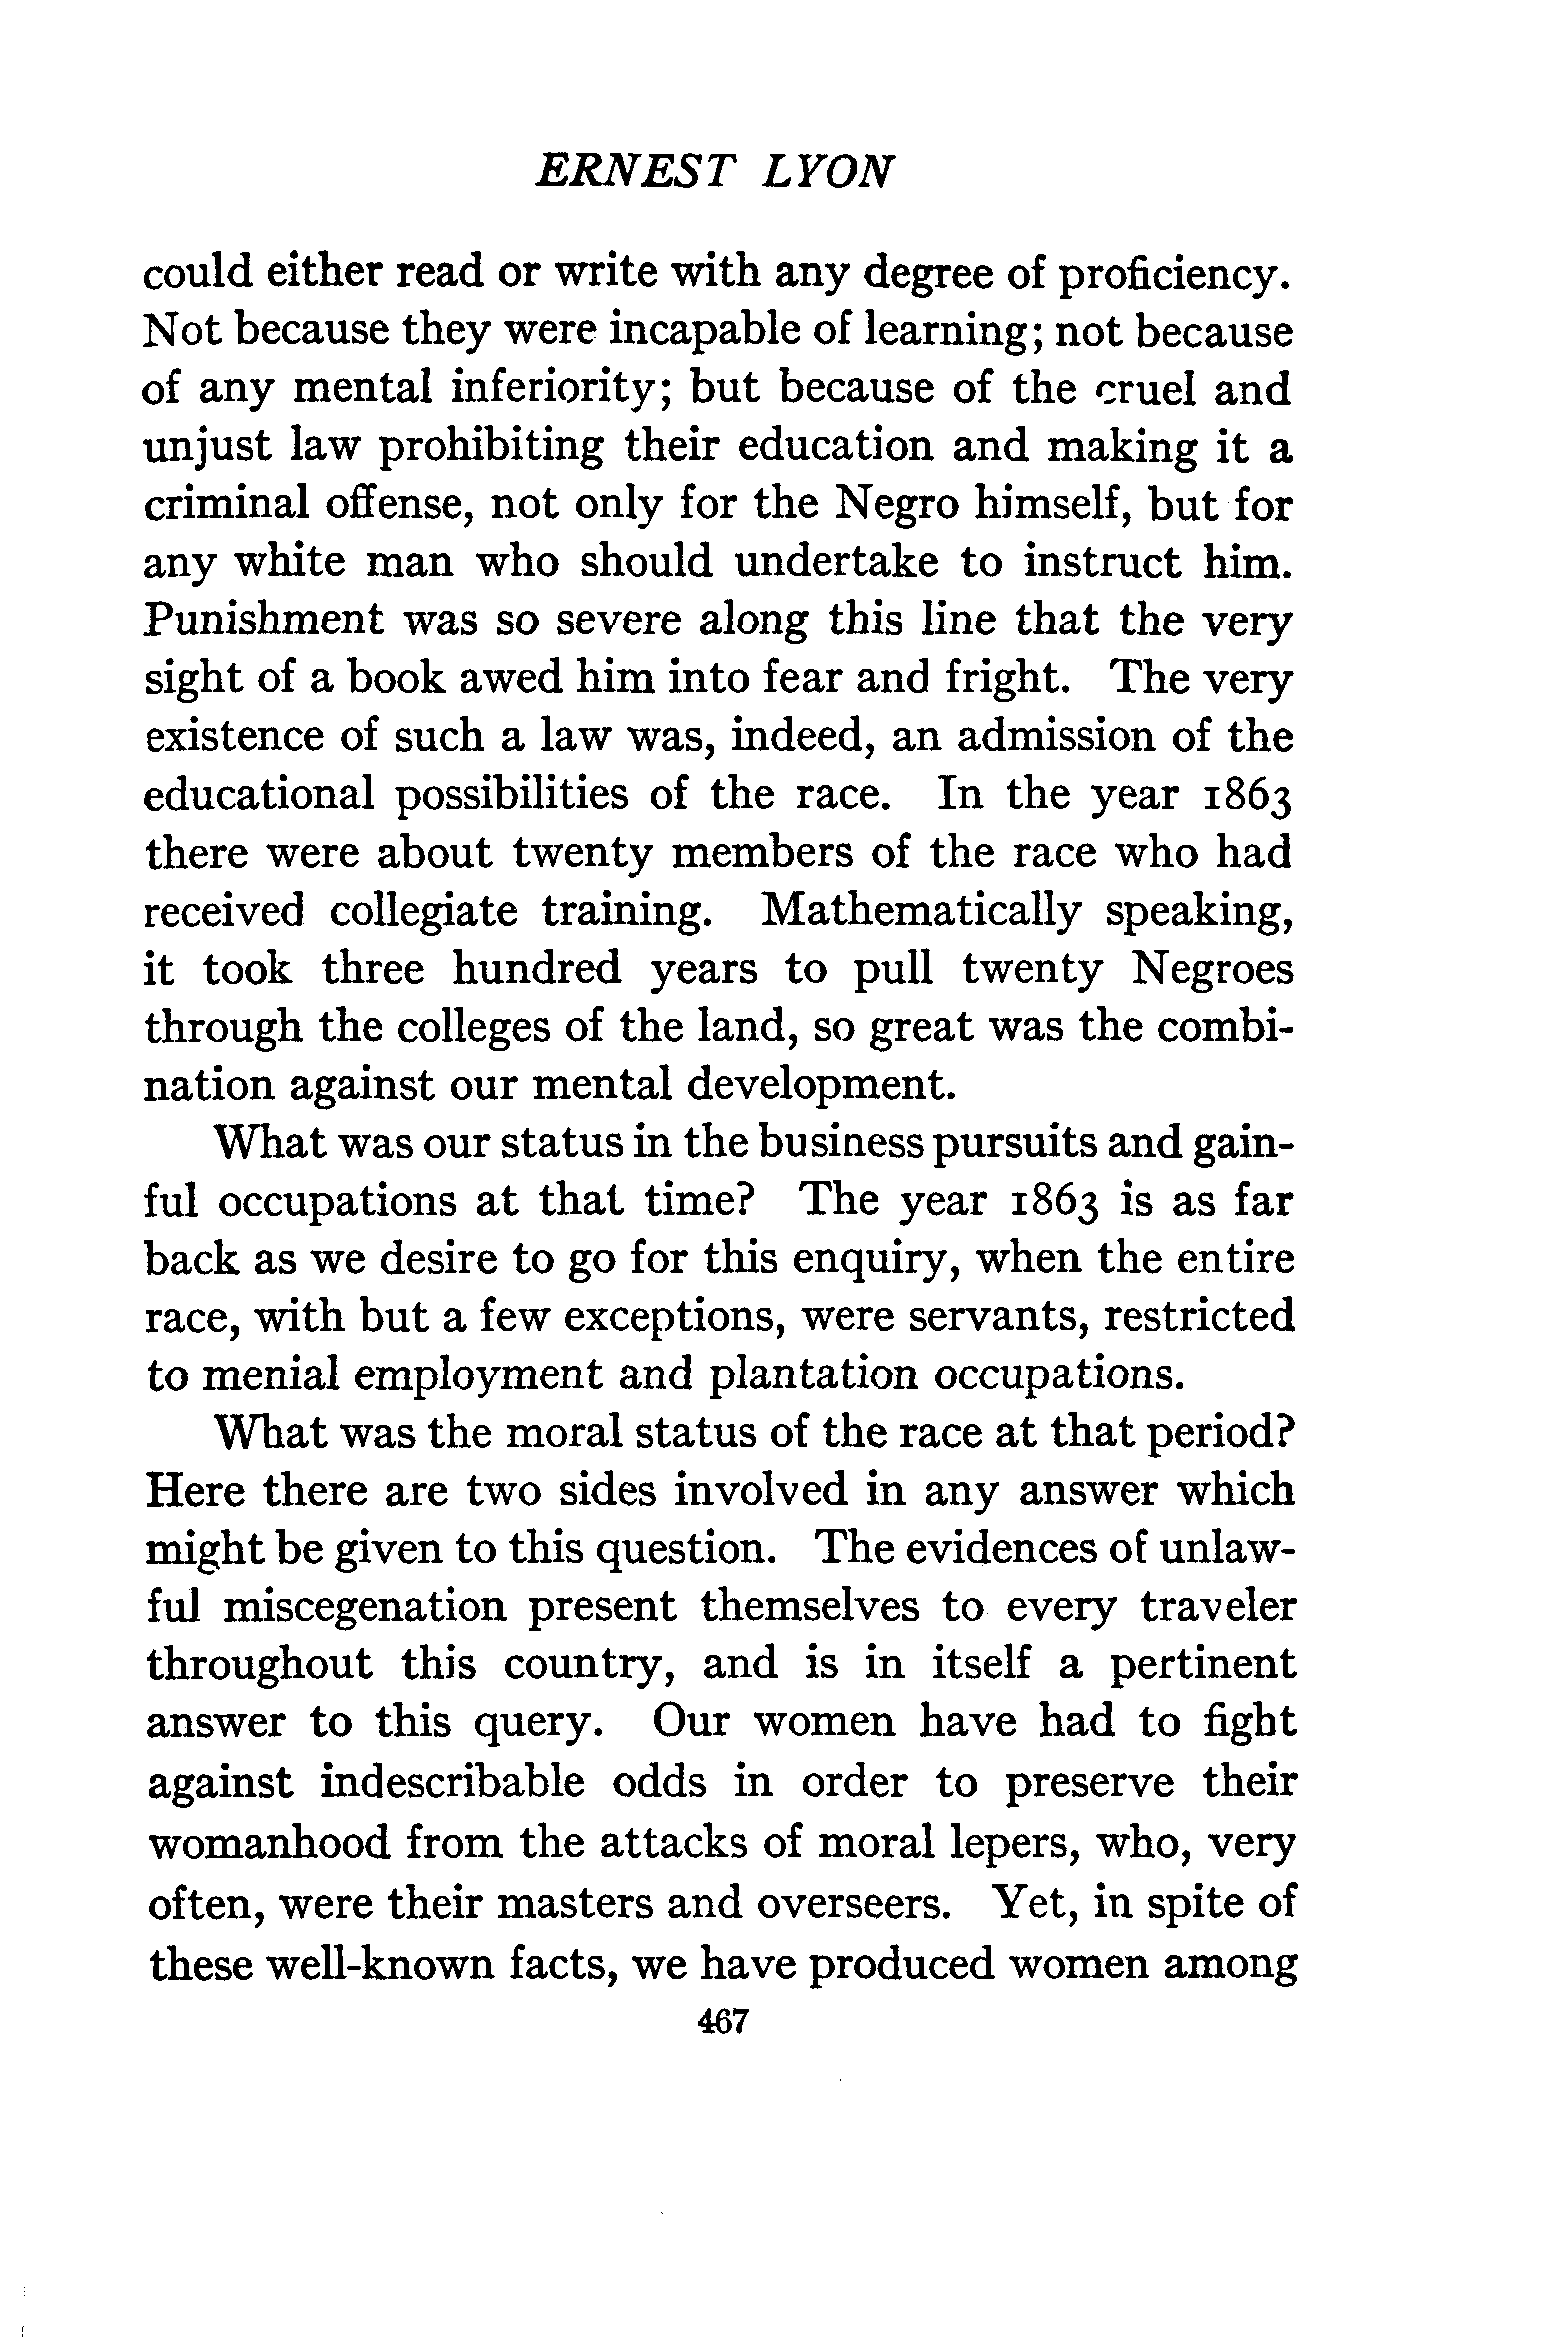 ERNEST LYON
could either read or write with any degree of proficiency.
Not because they were incapable of learning; not because
of any mental inferiority; but because of the cruel and
unjust law prohibiting their education and making it a
criminal offense, not only for the Negro himself, but for
any white man who should undertake to instruct him.
Punishment was so severe along this line that the very
sight of a book awed him into fear and fright. The very
existence of such a law was, indeed, an admission of the
educational possibilities of the race. In the year 1863
there were about twenty members of the race who had
received collegiate training. Mathematically speaking,
it took three hundred years to pull twenty Negroes
through the colleges of the land, so great was the combi-
nation against our mental development.
What was our status in the business pursuits and gain-
ful occupations at that time? The year 1863 is as far
back as we desire to go for this enquiry, when the entire
race, with but a few exceptions, were servants, restricted
to menial employment and plantation occupations.
What was the moral status of the race at that period?
Here there are two sides involved in any answer which
might be given to this question. The evidences of unlaw-
ful miscegenation present themselves to every traveler
throughout this country, and is in itself a pertinent
answer to this query. Our women have had to fight
against indescribable odds in order to preserve their
womanhood from the attacks of moral lepers, who, very
often, were their masters and overseers. Yet, in spite of
these well-known facts, we have produced women among
467